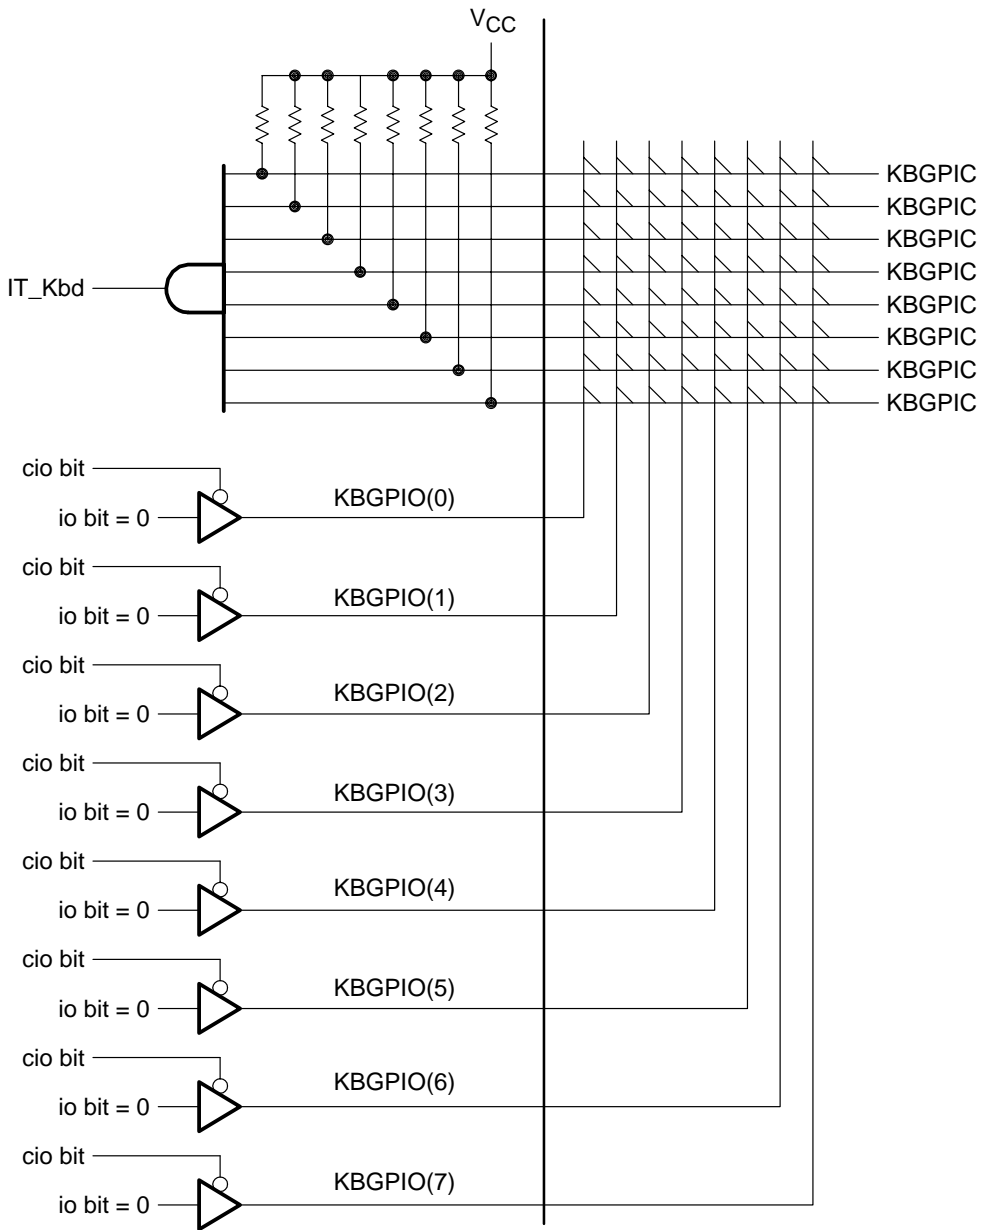 VCC
KBGPIC
KBGPIC
KBGPIC
KBGPIC
KBGPIC
KBGPIC
KBGPIC
KBGPIC
IT_Kbd
cio bit
io bit = 0
KBGPIO(0)
cio bit
io bit = 0
KBGPIO(1)
cio bit
io bit = 0
KBGPIO(2)
cio bit
io bit = 0
KBGPIO(3)
cio bit
io bit = 0
KBGPIO(4)
cio bit
io bit = 0
KBGPIO(5)
cio bit
io bit = 0
KBGPIO(6)
cio bit
io bit = 0
KBGPIO(7)